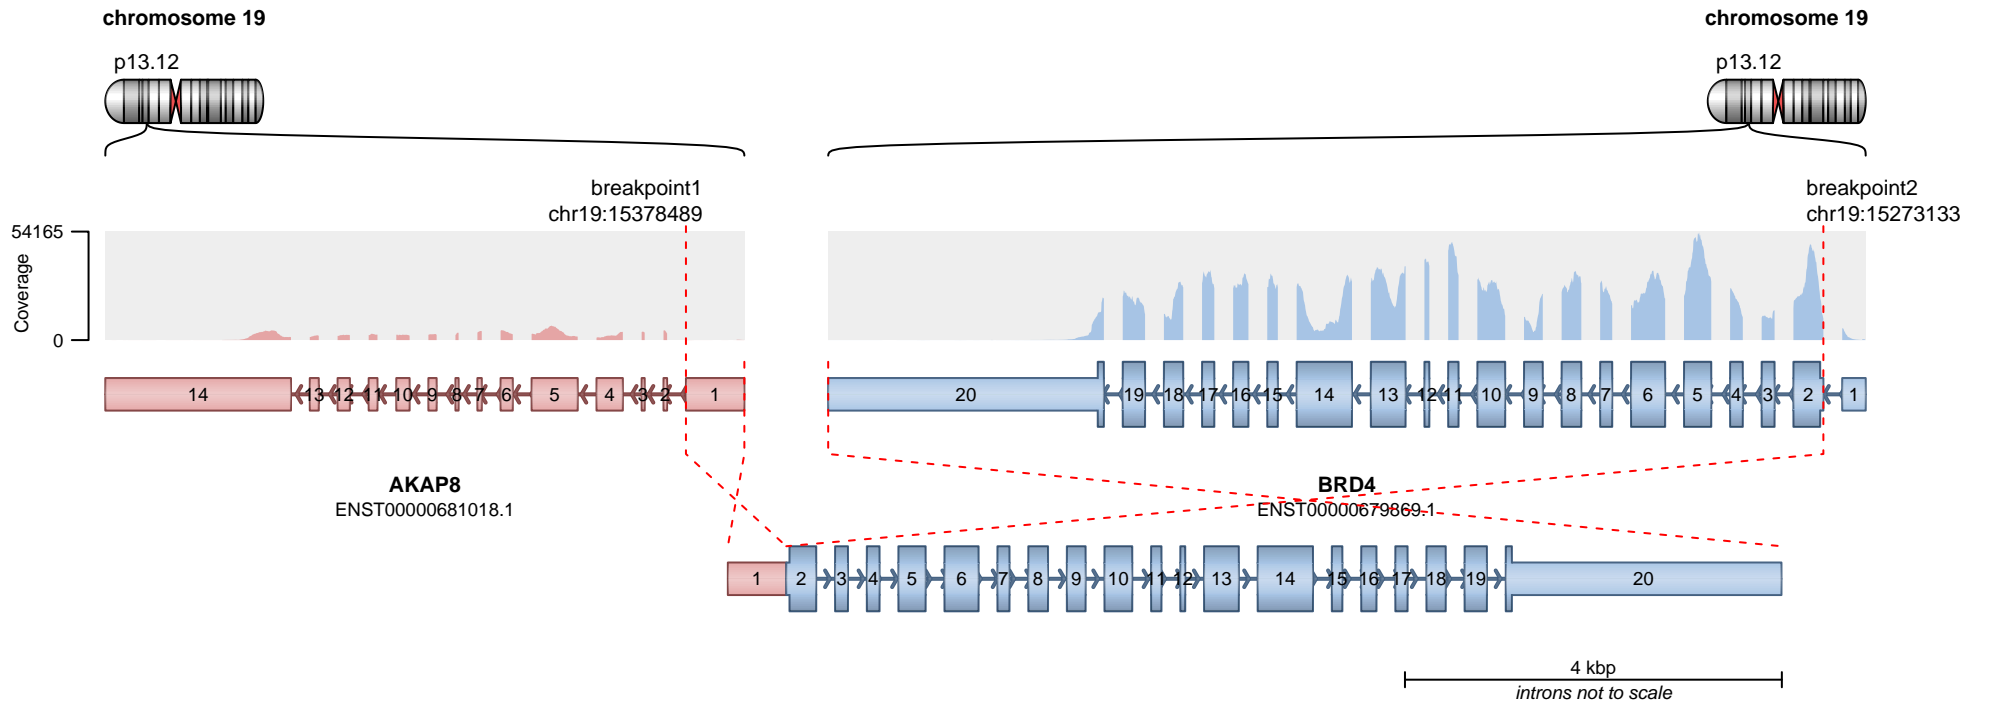 chromosome 19
chromosome 19
p13.12
p13.12
breakpoint1
chr19:15378489
breakpoint2
chr19:15273133
54165
0
Coverage
14 13 12 11 10 9 8 7 6 5 4 3 2 1
20 19 18 17 16 15 14 13 12 11 10 9 8 7 6 5 4 3 2 1
AKAP8
ENST00000681018.1
BRD4
ENST00000679869.1
1 2 3 4 5 6 7 8 9 10 11 12 13 14 15 16 17 18 19 20
4 kbp
introns not to scale